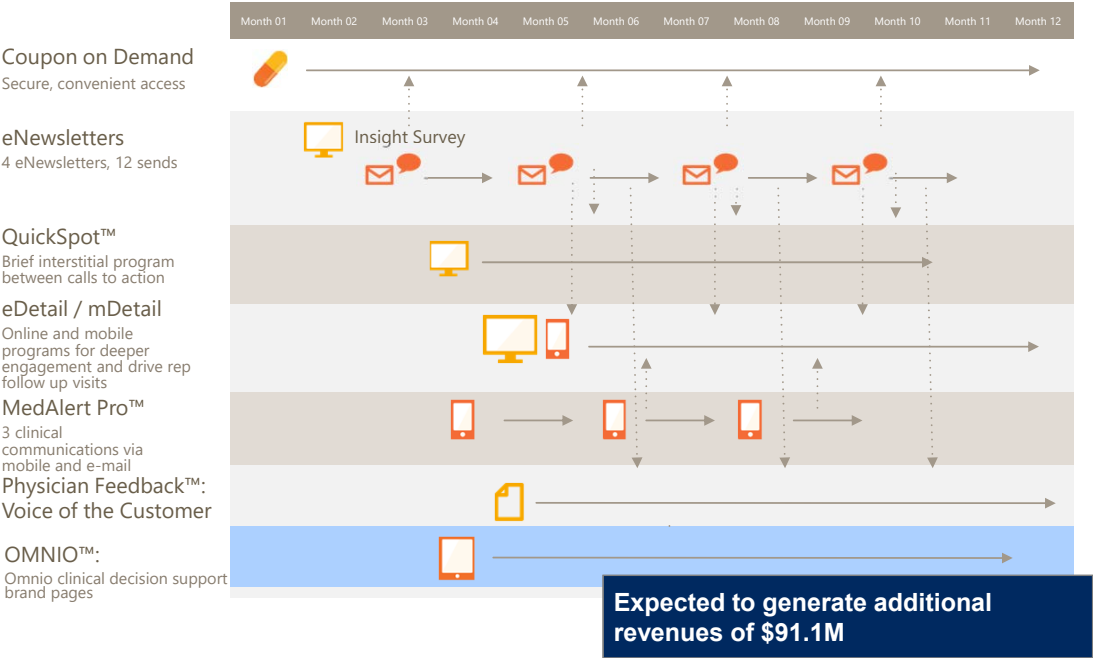 Month 01 Month 02 Month 03 Month 04 Month 05 Month 06 Month 07 Month 08 Month 09 Month 10 Month 11 Month 12
Coupon on Demand
Secure, convenient access
eNewsletters
4 eNewsletters, 12 sends
Insight Survey
QuickSpot™
Brief interstitial program
between calls to action
eDetail / mDetail
Online and mobile
programs for deeper
engagement and drive rep
follow up visits
MedAlert Pro™
3 clinical
communications via
mobile and e-mail
Physician Feedback™:
Voice of the Customer
OMNIO™:
Omnio clinical decision support
brand pages
Expected to generate additional
revenues of $91.1M